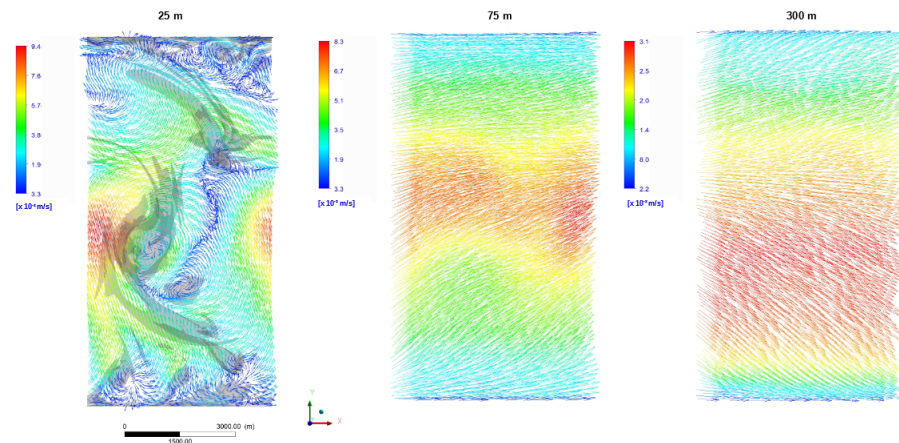 25 m
75 m
300 m
9.4
7.6
5.7
3.8
1.9
3.3
[x 10⁻⁶ m/s]
8.3
6.7
5.1
3.5
1.9
3.3
[x 10⁻⁶ m/s]
3.1
2.5
2.0
1.4
8.0
2.2
[x 10⁻⁶ m/s]
0
3000.00 (m)
1500.00
Y
X